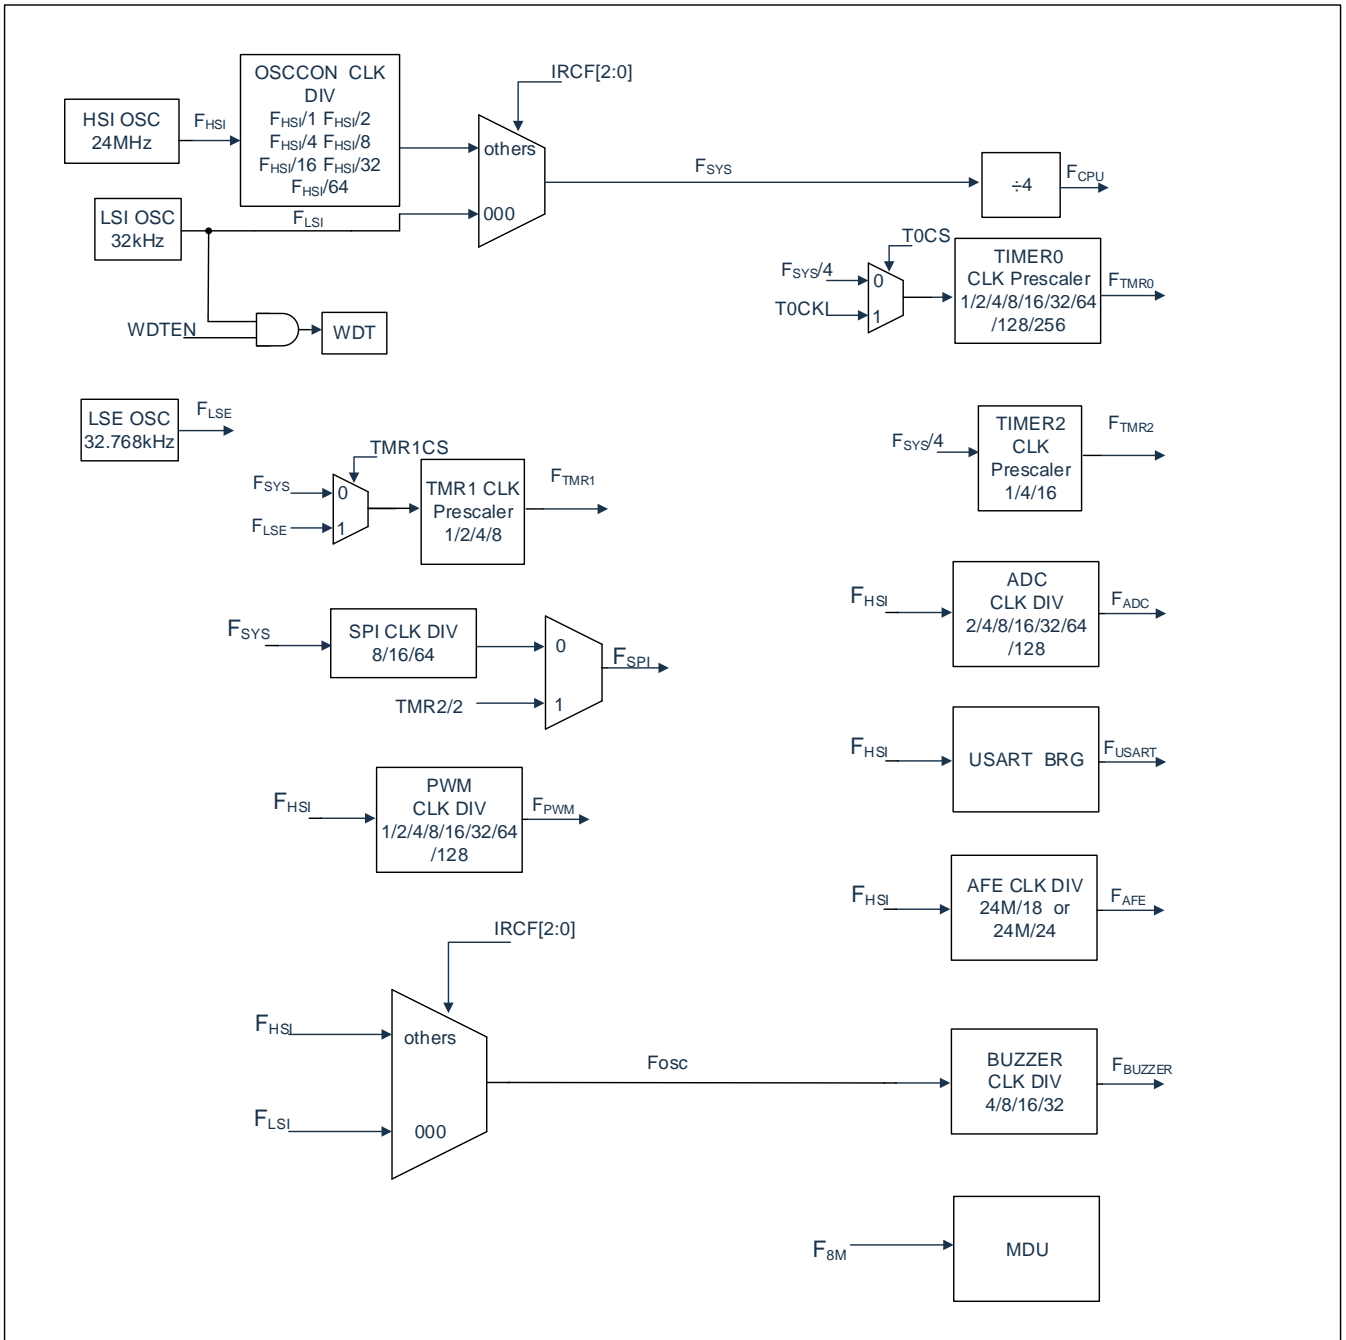 IRCF[2:0]
OSCCON CLK
DIV
FHSI/1 FHSI/2
FHSI/4 FHSI/8
FHSI/16 FHSI/32
FHSI/64
HSI OSC
24MHz
FHSI
others
000
FSYS
÷4
FCPU
LSI OSC
32kHz
FLSI
WDTEN
WDT
T0CS
FSYS/4
T0CKI
0
1
TIMER0
CLK Prescaler
1/2/4/8/16/32/64
/128/256
FTMR0
LSE OSC
32.768kHz
FLSE
TMR1CS
FSYS
FLSE
0
1
TMR1 CLK
Prescaler
1/2/4/8
FTMR1
FSYS/4
TIMER2
CLK
Prescaler
1/4/16
FTMR2
FHSI
ADC
CLK DIV
2/4/8/16/32/64
/128
FADC
FSYS
SPI CLK DIV
8/16/64
TMR2/2
0
1
FSPI
FHSI
USART BRG
FUSART
FHSI
PWM
CLK DIV
1/2/4/8/16/32/64
/128
FPWM
FHSI
AFE CLK DIV
24M/18 or
24M/24
FAFE
IRCF[2:0]
FHSI
FLSI
others
000
Fosc
BUZZER
CLK DIV
4/8/16/32
FBUZZER
F8M
MDU